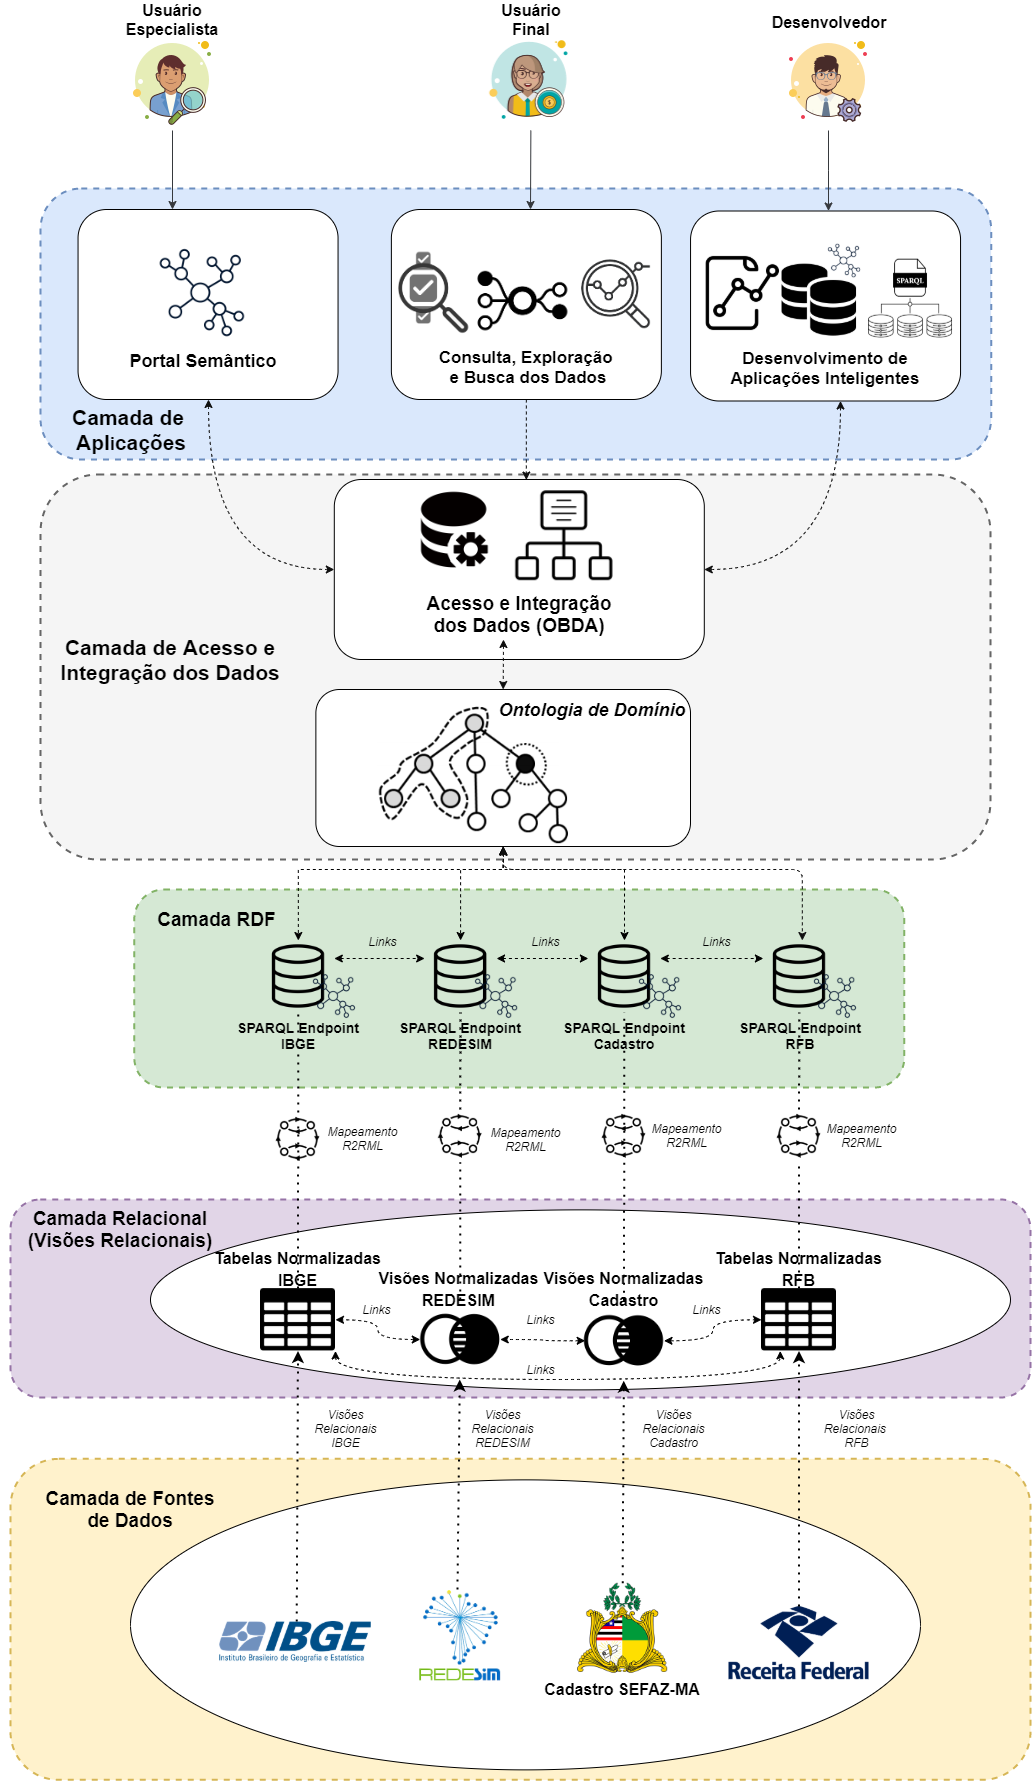 Usuário
Especialista
Usuário
Final
Desenvolvedor
Portal Semântico
Consulta, Exploração
e Busca dos Dados
SPARQL
Desenvolvimento de
Aplicações Inteligentes
Camada de
Aplicações
Acesso e Integração
dos Dados (OBDA)
Camada de Acesso e
Integração dos Dados
Ontologia de Domínio
Camada RDF
Links
Links
Links
SPARQL Endpoint
IBGE
SPARQL Endpoint
REDESIM
SPARQL Endpoint
Cadastro
SPARQL Endpoint
RFB
Mapeamento
R2RML
Mapeamento
R2RML
Mapeamento
R2RML
Mapeamento
R2RML
Camada Relacional
(Visões Relacionais)
Tabelas Normalizadas
IBGE
Visões Normalizadas
REDESIM
Visões Normalizadas
Cadastro
Tabelas Normalizadas
RFB
Links
Links
Links
Links
Visões
Relacionais
IBGE
Visões
Relacionais
REDESIM
Visões
Relacionais
Cadastro
Visões
Relacionais
RFB
Camada de Fontes
de Dados
IBGE
Instituto Brasileiro de Geografia e Estatística
REDESIM
Cadastro SEFAZ-MA
Receita Federal